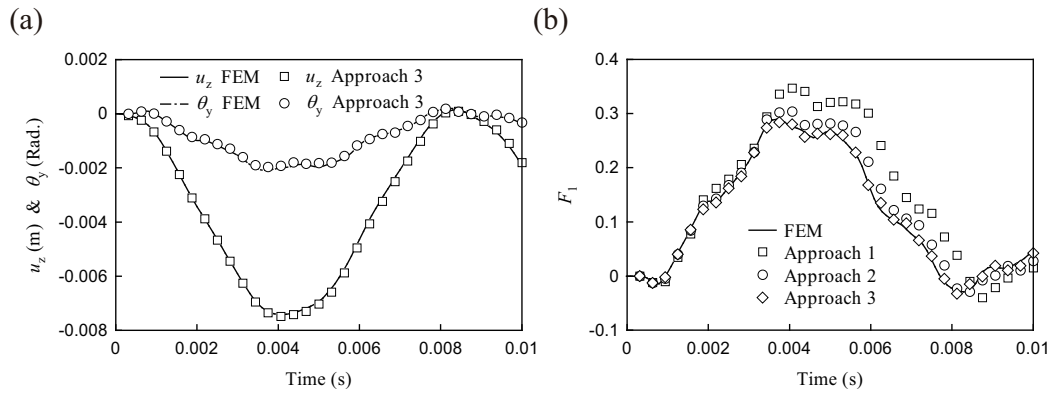 (a)
0.002
0
-0.002
-0.004
-0.006
-0.008
u_z (m) & θ_y (Rad.)
u_z FEM
u_z Approach 3
θ_y FEM
θ_y Approach 3
0
0.002
0.004
0.006
0.008
0.01
Time (s)
(b)
0.4
0.3
0.2
0.1
0
-0.1
F_1
FEM
Approach 1
Approach 2
Approach 3
0
0.002
0.004
0.006
0.008
0.01
Time (s)